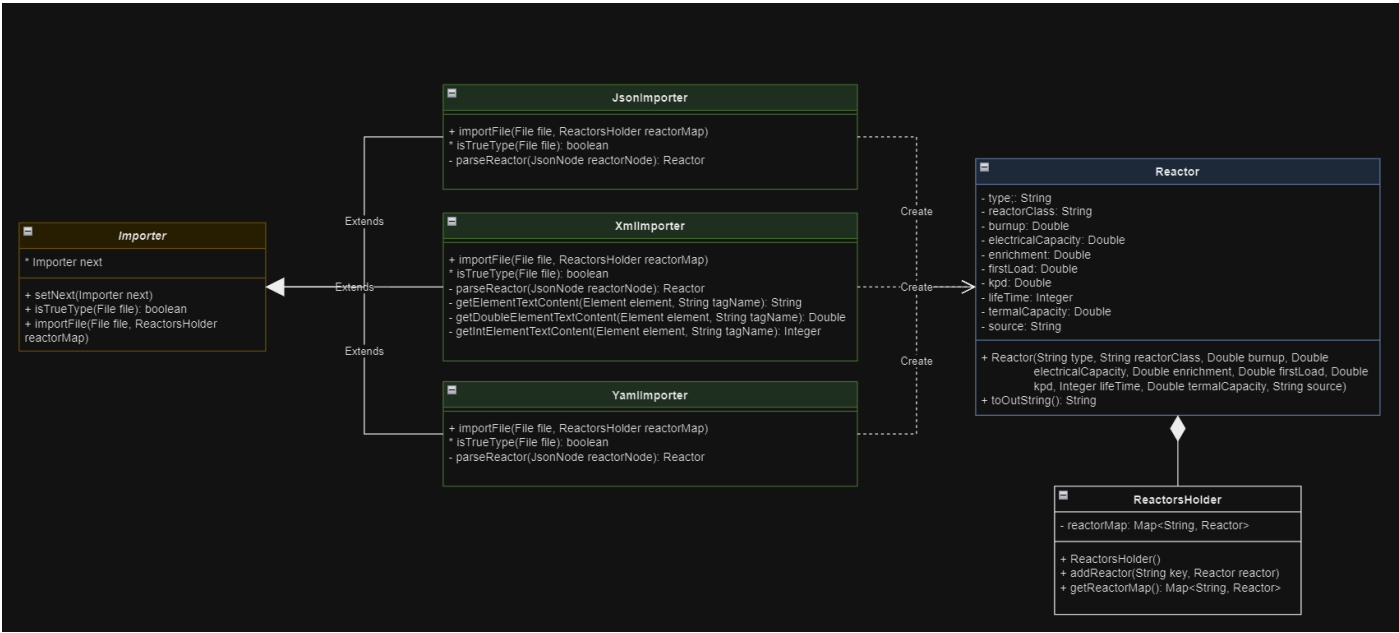 JsonImporter
+ importFile(File file, ReactorsHolder reactorMap)
* isTrueType(File file): boolean
- parseReactor(JsonNode reactorNode): Reactor
Extends
Create
Importer
* Importer next
+ setNext(Importer next)
+ isTrueType(File file): boolean
+ importFile(File file, ReactorsHolder
reactorMap)
Extends
XmlImporter
+ importFile(File file, ReactorsHolder reactorMap)
* isTrueType(File file): boolean
- parseReactor(JsonNode reactorNode): Reactor
- getElementTextContent(Element element, String tagName): String
- getDoubleElementTextContent(Element element, String tagName): Double
- getIntElementTextContent(Element element, String tagName): Integer
Create
Extends
YamlImporter
+ importFile(File file, ReactorsHolder reactorMap)
* isTrueType(File file): boolean
- parseReactor(JsonNode reactorNode): Reactor
Create
Reactor
- type;: String
- reactorClass: String
- burnup: Double
- electricalCapacity: Double
- enrichment: Double
- firstLoad: Double
- kpd: Double
- lifeTime: Integer
- termalCapacity: Double
- source: String
+ Reactor(String type, String reactorClass, Double burnup, Double
electricalCapacity, Double enrichment, Double firstLoad, Double
kpd, Integer lifeTime, Double termalCapacity, String source)
+ toOutString(): String
ReactorsHolder
- reactorMap: Map<String, Reactor>
+ ReactorsHolder()
+ addReactor(String key, Reactor reactor)
+ getReactorMap(): Map<String, Reactor>